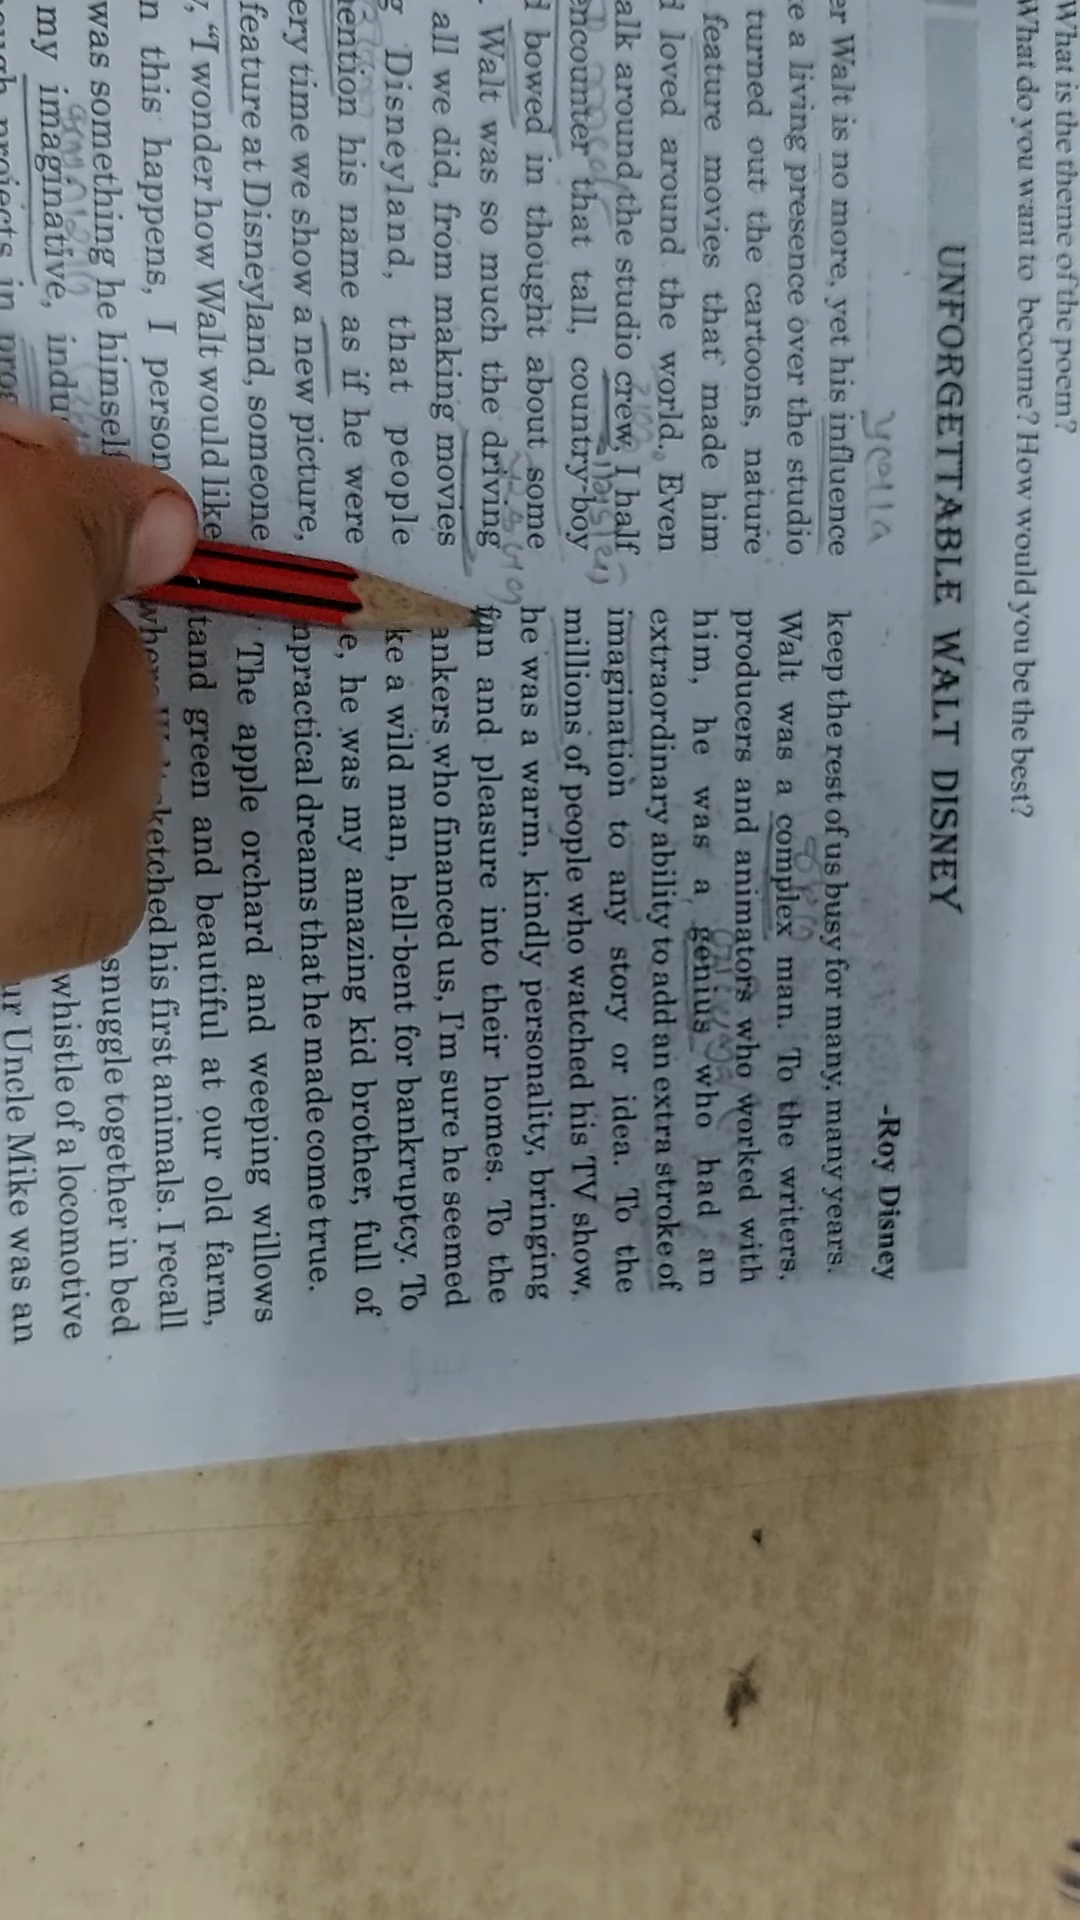 What is the theme of the poem?
What do you want to become? How would you be the best?
UNFORGETTABLE WALT DISNEY
-Roy Disney
er Walt is no more, yet his influence
e a living presence over the studio
turned out the cartoons, nature
feature movies that made him
d loved around the world. Even
alk around the studio crew, I half
encounter that tall, country-boy
d bowed in thought about some
. Walt was so much the driving
all we did, from making movies
g Disneyland, that people
ention his name as if he were
ery time we show a new picture,
feature at Disneyland, someone
y, "I wonder how Walt would like
n this happens, I person
was something he himself
my imaginative, indu
projects in pro
keep the rest of us busy for many, many years.
Walt was a complex man. To the writers,
producers and animators who worked with
him, he was a genius who had an
extraordinary ability to add an extra stroke of
imagination to any story or idea. To the
millions of people who watched his TV show,
he was a warm, kindly personality, bringing
fun and pleasure into their homes. To the
ankers who financed us, I'm sure he seemed
ke a wild man, hell-bent for bankruptcy. To
e, he was my amazing kid brother, full of
npractical dreams that he made come true.
The apple orchard and weeping willows
tand green and beautiful at our old farm,
where ketched his first animals. I recall
snuggle together in bed
whistle of a locomotive
ur Uncle Mike was an